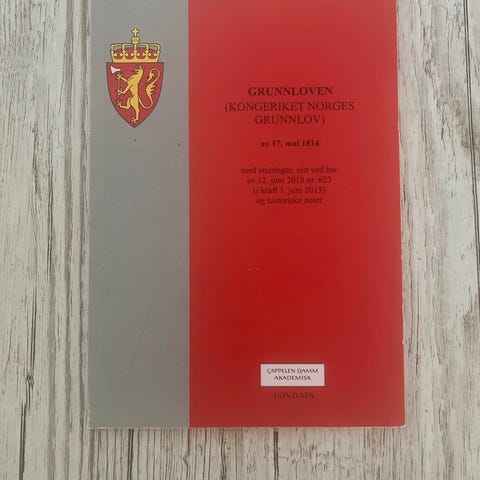 GRUNNLOVEN
(KONGERIKET NORGES
GRUNNLOV)
av 17. mai 1814
med endringer, sist ved lov
av 12. juni 2015 nr. 623
(i kraft 1. juni 2015)
og historiske noter
CAPPELEN DAMM
AKADEMISK
LOVDATA